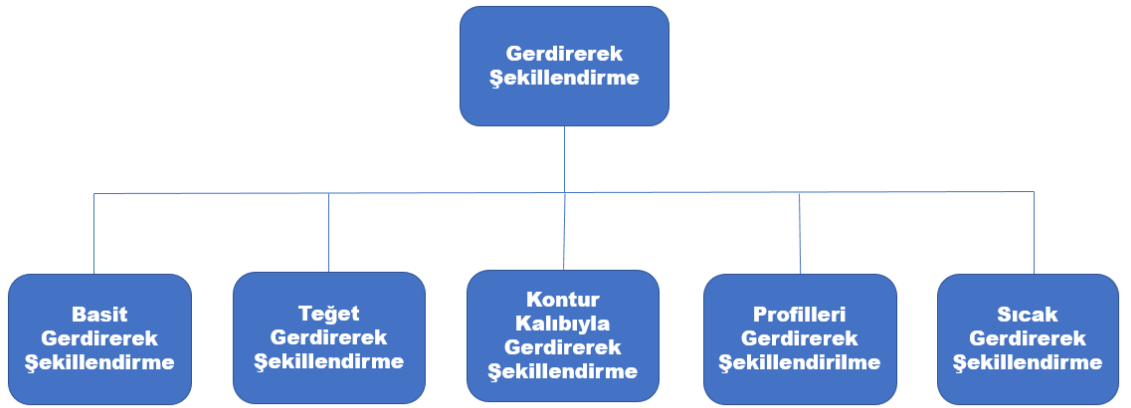 Gerdirerek
Şekillendirme
Basit
Gerdirerek
Şekillendirme
Teğet
Gerdirerek
Şekillendirme
Kontur
Kalıbıyla
Gerdirerek
Şekillendirme
Profilleri
Gerdirerek
Şekillendirilme
Sıcak
Gerdirerek
Şekillendirme